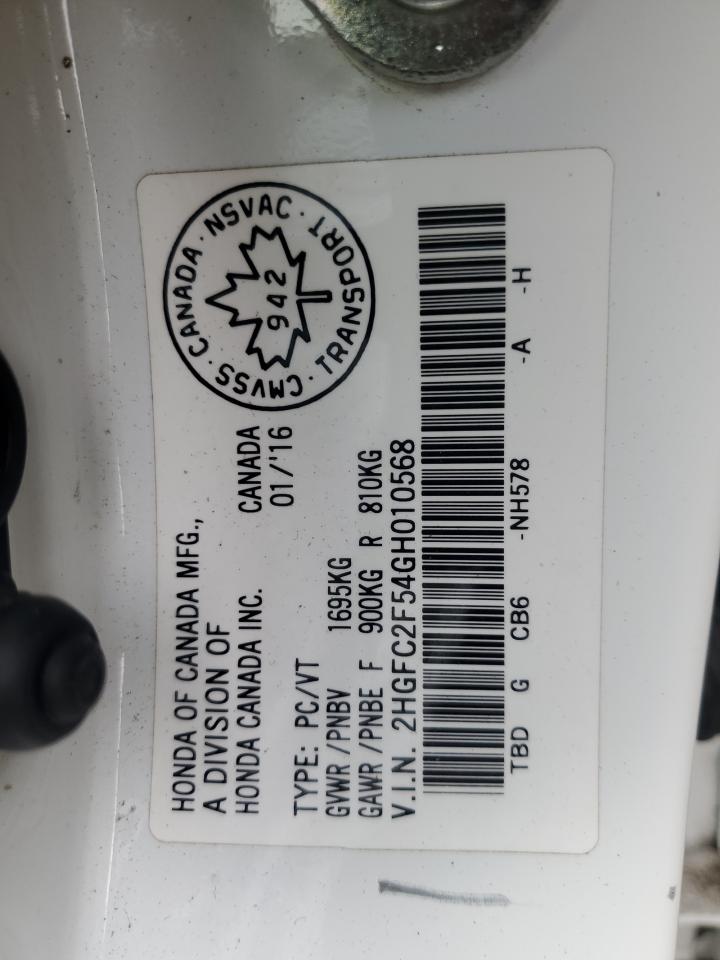 HONDA OF CANADA MFG.,
A DIVISION OF
HONDA CANADA INC. CANADA
01/'16
CMVSS · CANADA · NSVAC · TRANSPORT ·
942
TYPE: PC/VT
GVWR/PNBV 1695KG
GAWR/PNBE F 900KG R 810KG
V.I.N. 2HGFC2F54GH010568
TBD G CB6 -NH578 -A -H